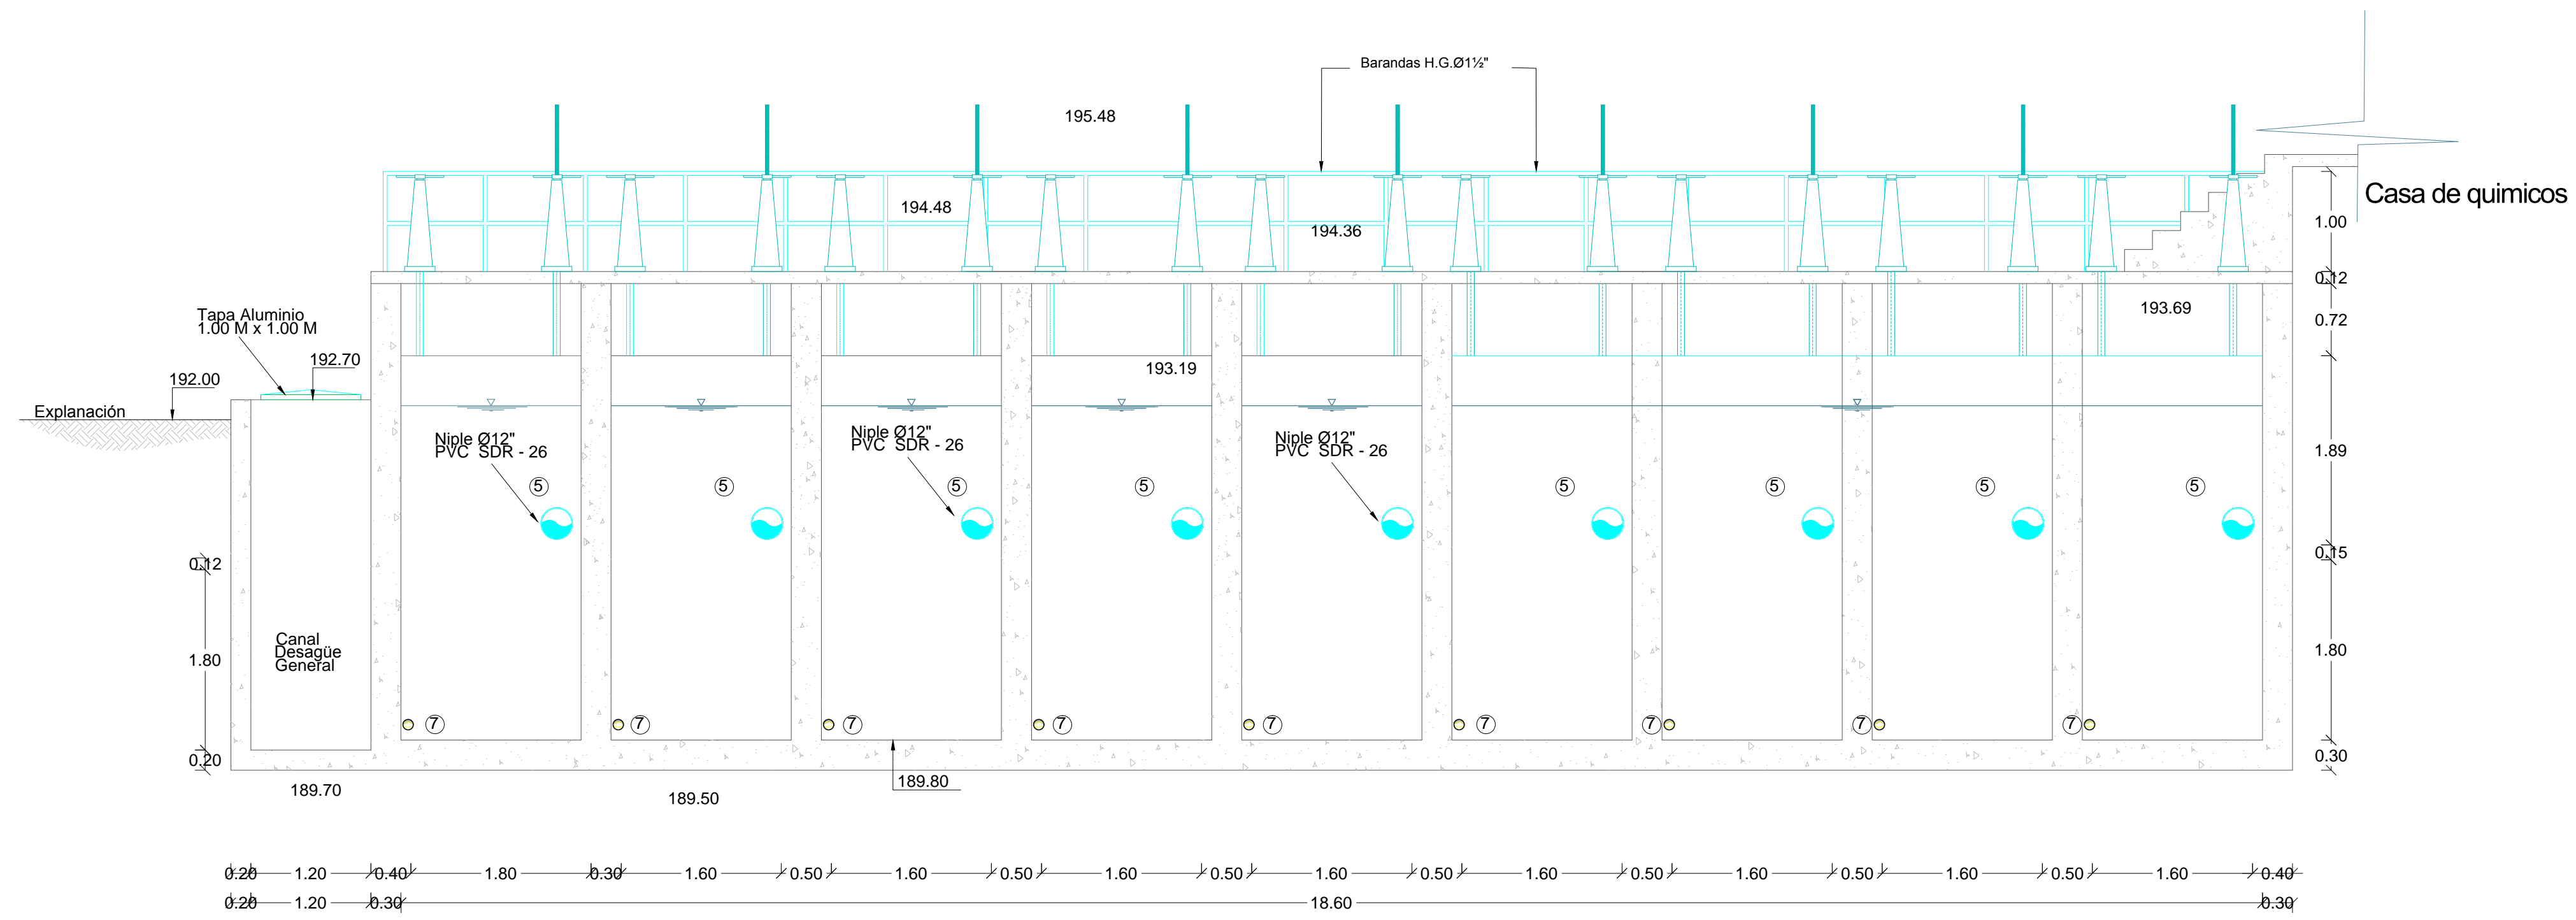 Barandas H.G.Ø1½"
195.48
Casa de quimicos
194.48
194.36
1.00
0.12
193.69
0.72
Tapa Aluminio
1.00 M x 1.00 M
192.70
192.00
193.19
Explanación
Niple Ø12"
PVC SDR - 26
Niple Ø12"
PVC SDR - 26
Niple Ø12"
PVC SDR - 26
1.89
5 5 5 5 5 5 5 5
0.12
0.15
Canal
Desagüe
General
1.80
1.80
7 7 7 7 7 7 7 7 7
0.20
0.30
189.70
189.50
189.80
0.20 1.20 0.40 1.80 0.30 1.60 0.50 1.60 0.50 1.60 0.50 1.60 0.50 1.60 0.50 1.60 0.50 1.60 0.50 1.60 0.40
0.20 1.20 0.30 18.60 0.30